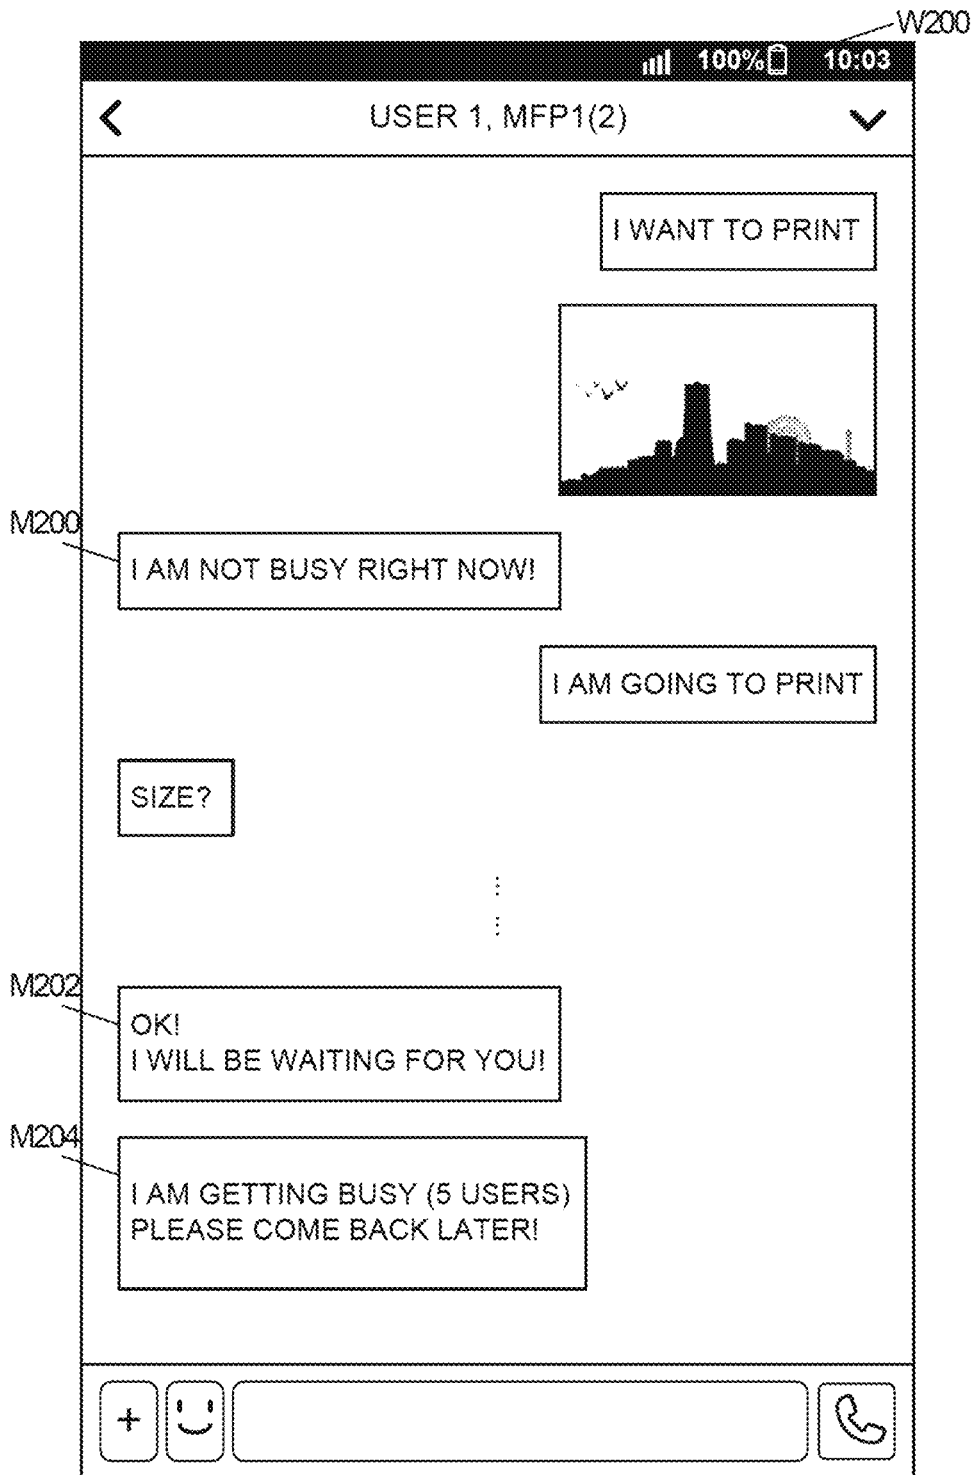 W200
100% 10:03
USER 1, MFP1(2)
I WANT TO PRINT
M200
I AM NOT BUSY RIGHT NOW!
I AM GOING TO PRINT
SIZE?
M202
OK!
I WILL BE WAITING FOR YOU!
M204
I AM GETTING BUSY (5 USERS)
PLEASE COME BACK LATER!
+